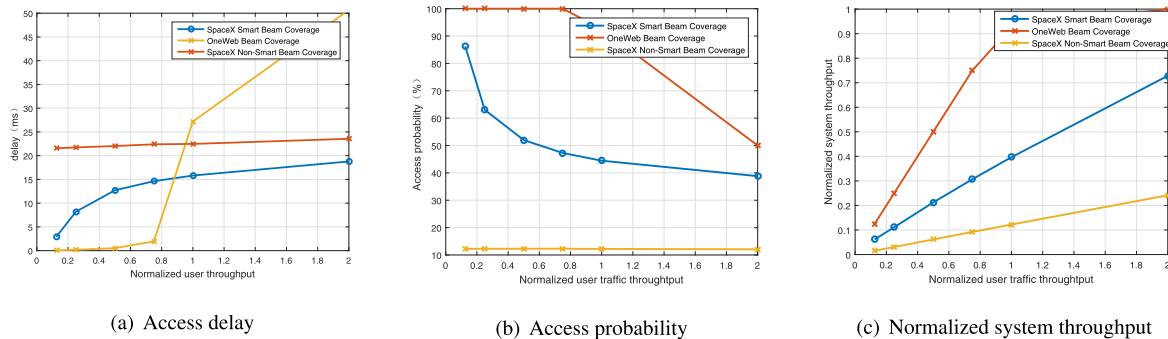 50
45
40
35
30
25
20
15
10
5
0
delay（ms）
SpaceX Smart Beam Coverage
OneWeb Beam Coverage
SpaceX Non-Smart Beam Coverage
0 0.2 0.4 0.6 0.8 1 1.2 1.4 1.6 1.8 2
Normalized user throughput
(a) Access delay
100
90
80
70
60
50
40
30
20
10
Access probability（%）
SpaceX Smart Beam Coverage
OneWeb Beam Coverage
SpaceX Non-Smart Beam Coverage
0 0.2 0.4 0.6 0.8 1 1.2 1.4 1.6 1.8 2
Normalized user traffic throughtput
(b) Access probability
1
0.9
0.8
0.7
0.6
0.5
0.4
0.3
0.2
0.1
0
Normalized system throughput
SpaceX Smart Beam Coverage
OneWeb Beam Coverage
SpaceX Non-Smart Beam Coverage
0 0.2 0.4 0.6 0.8 1 1.2 1.4 1.6 1.8 2
Normalized user traffic throughtput
(c) Normalized system throughput